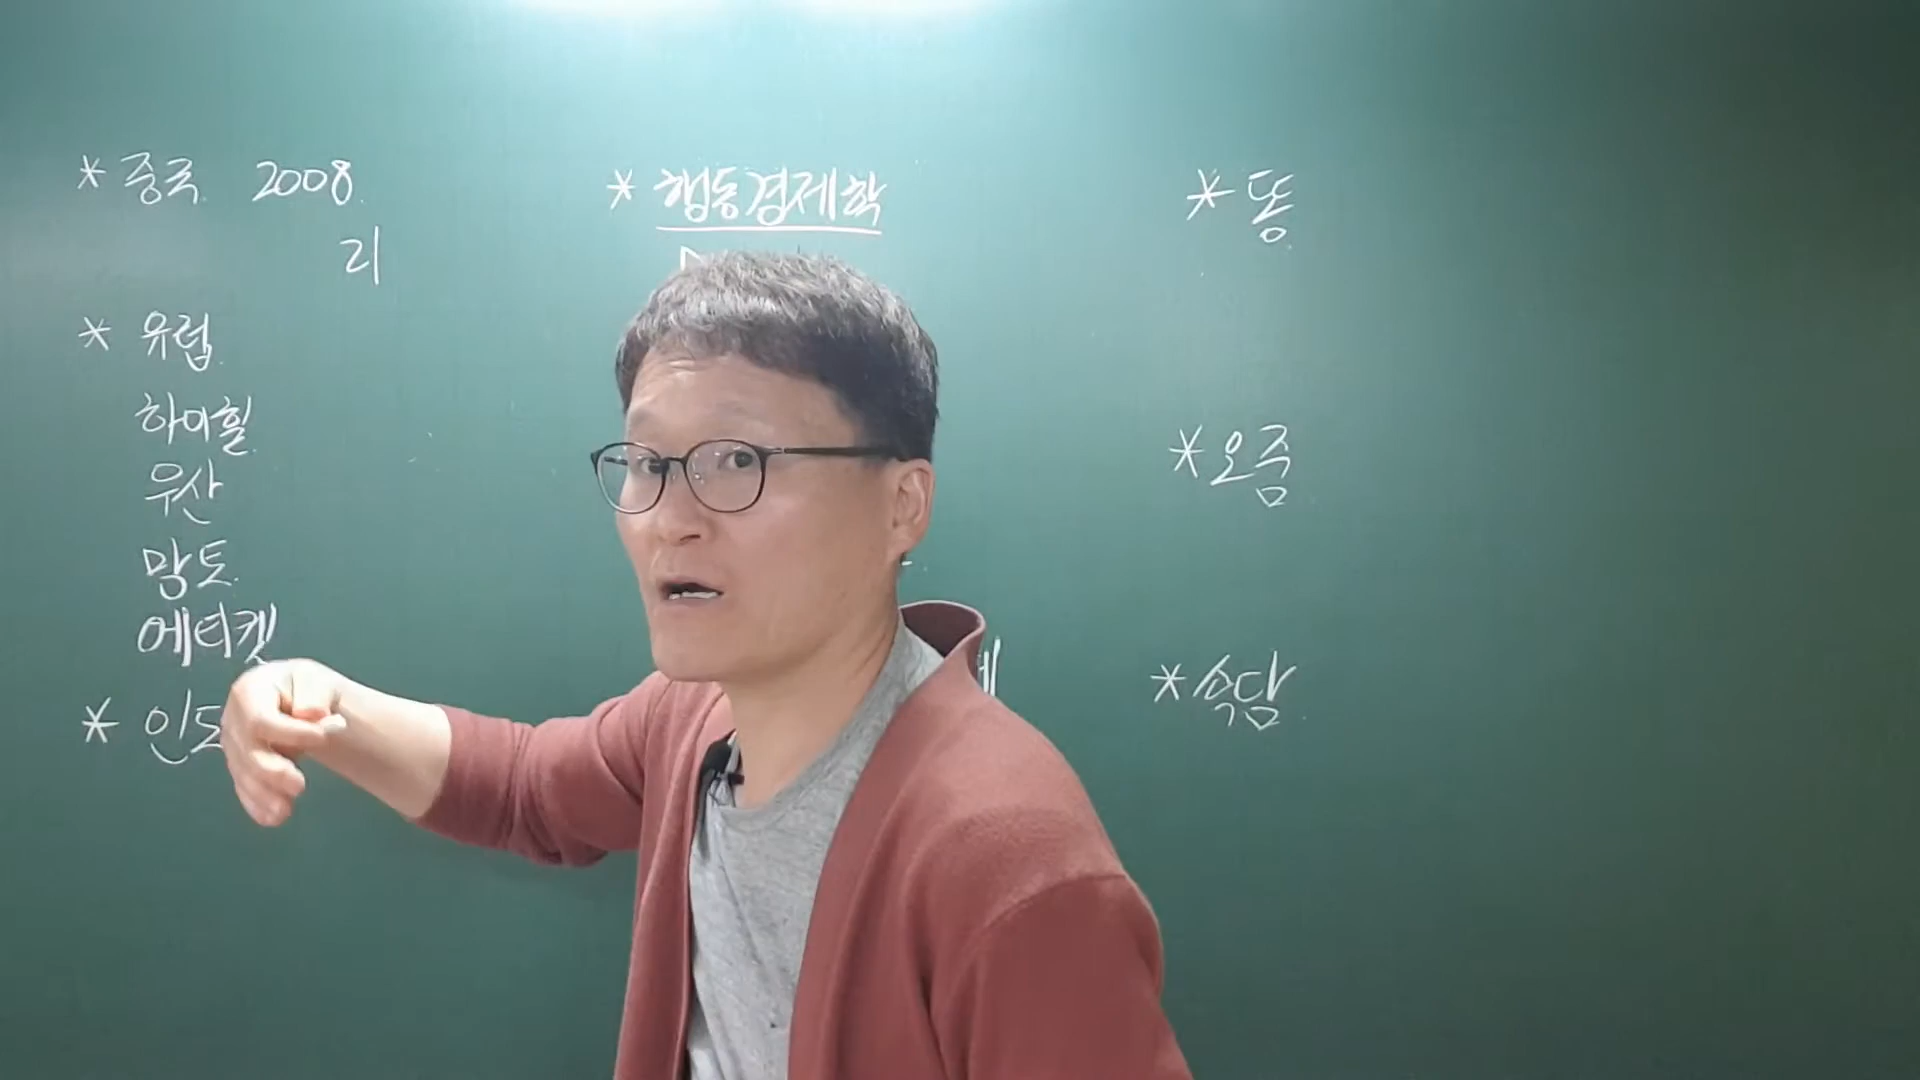 * 중국 2008
리
* 유럽
하이힐
우산
망토
에티켓
* 인도
* 행동경제학
* 똥
* 오줌
* 속담